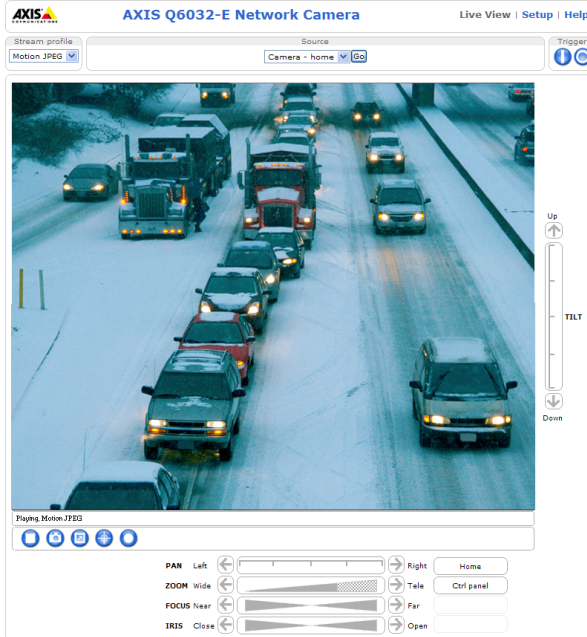 AXIS
COMMUNICATIONS
AXIS Q6032-E Network Camera
Live View | Setup | Help
Stream profile
Motion JPEG
Source
Camera - home
Go
Trigger
Up
TILT
Down
Playing, Motion JPEG
PAN Left Right Home
ZOOM Wide Tele Ctrl panel
FOCUS Near Far
IRIS Close Open